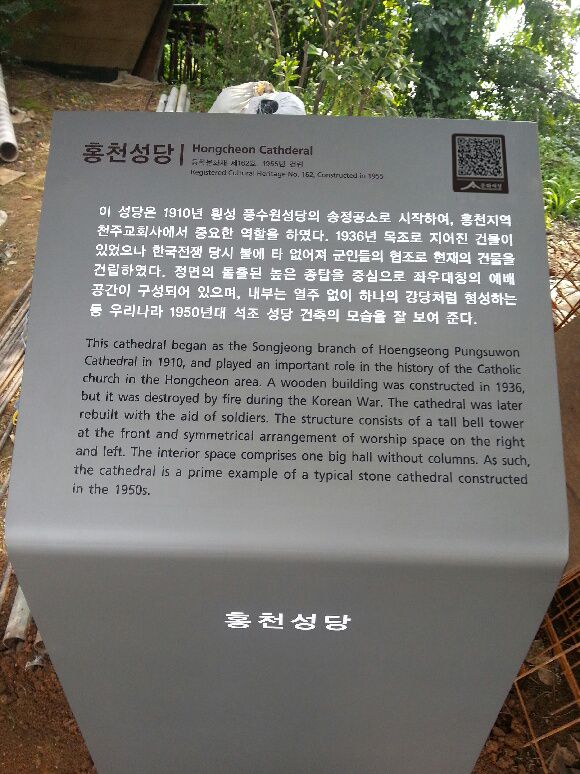 홍천성당 | Hongcheon Cathderal
등록문화재 제162호, 1955년 건립
Registered Cultural Heritage No. 162, Constructed in 1955
문화재청
이 성당은 1910년 횡성 풍수원성당의 송정공소로 시작하여, 홍천지역
천주교회사에서 중요한 역할을 하였다. 1936년 목조로 지어진 건물이
있었으나 한국전쟁 당시 불에 타 없어져 군인들의 협조로 현재의 건물을
건립하였다. 정면의 돌출된 높은 종탑을 중심으로 좌우대칭의 예배
공간이 구성되어 있으며, 내부는 열주 없이 하나의 강당처럼 형성하는
등 우리나라 1950년대 석조 성당 건축의 모습을 잘 보여 준다.
This cathedral began as the Songjeong branch of Hoengseong Pungsuwon
Cathedral in 1910, and played an important role in the history of the Catholic
church in the Hongcheon area. A wooden building was constructed in 1936,
but it was destroyed by fire during the Korean War. The cathedral was later
rebuilt with the aid of soldiers. The structure consists of a tall bell tower
at the front and symmetrical arrangement of worship space on the right
and left. The interior space comprises one big hall without columns. As such,
the cathedral is a prime example of a typical stone cathedral constructed
in the 1950s.
홍천성당